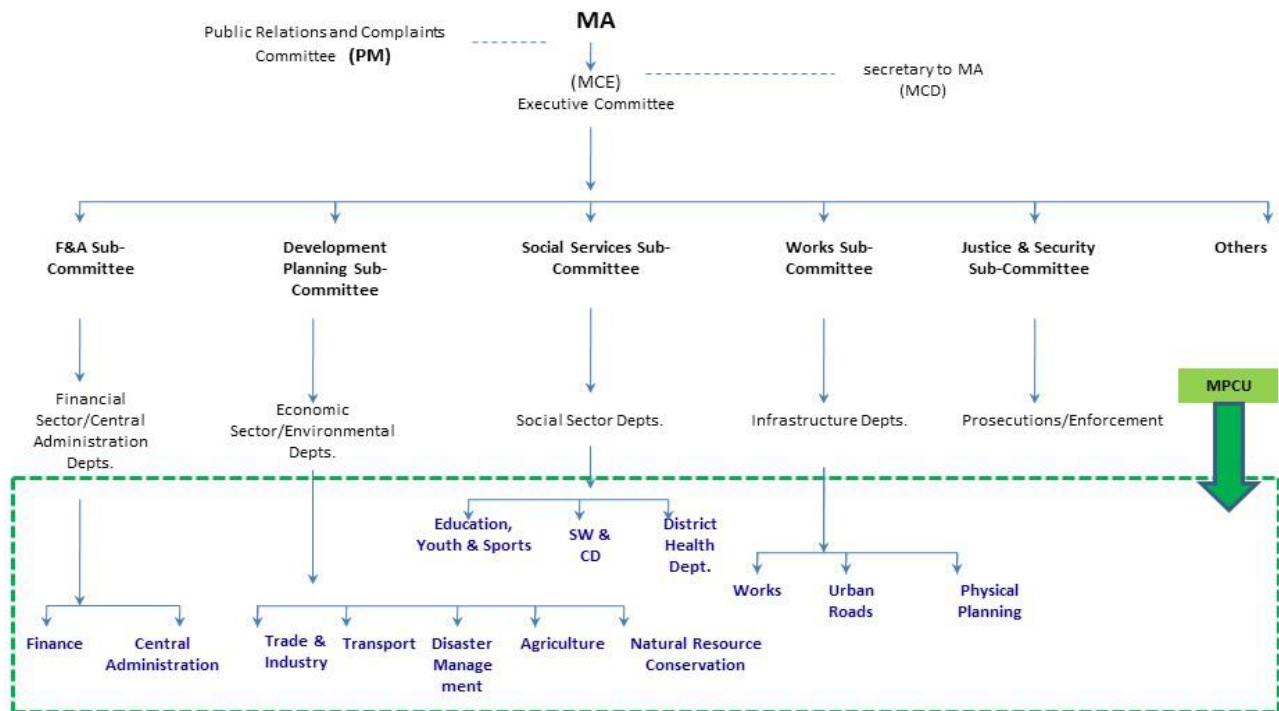 MA
Public Relations and Complaints
Committee (PM)
(MCE)
Executive Committee
secretary to MA
(MCD)
F&A Sub-
Committee
Development
Planning Sub-
Committee
Social Services Sub-
Committee
Works Sub-
Committee
Justice & Security
Sub-Committee
Others
Financial
Sector/Central
Administration
Depts.
Economic
Sector/Environmental
Depts.
Social Sector Depts.
Infrastructure Depts.
Prosecutions/Enforcement
MPCU
Education,
Youth & Sports
SW &
CD
District
Health
Dept.
Works
Urban
Roads
Physical
Planning
Finance
Central
Administration
Trade &
Industry
Transport
Disaster
Manage
ment
Agriculture
Natural Resource
Conservation